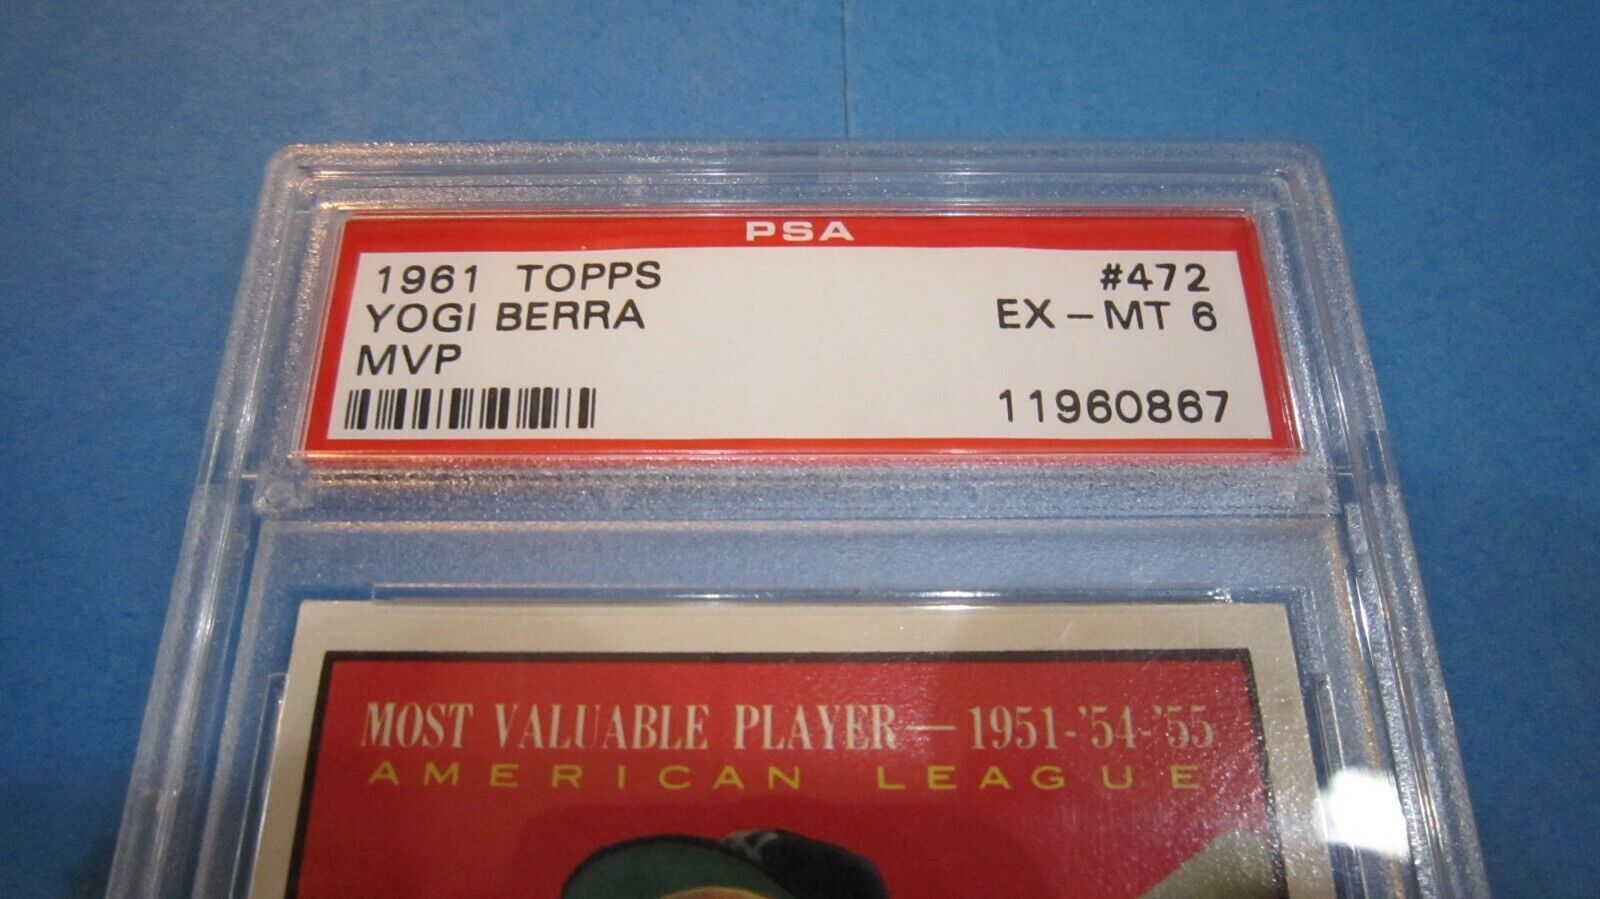 PSA
1961 TOPPS #472
YOGI BERRA EX - MT 6
MVP
11960867
MOST VALUABLE PLAYER — 1951-'54-'55
AMERICAN LEAGUE